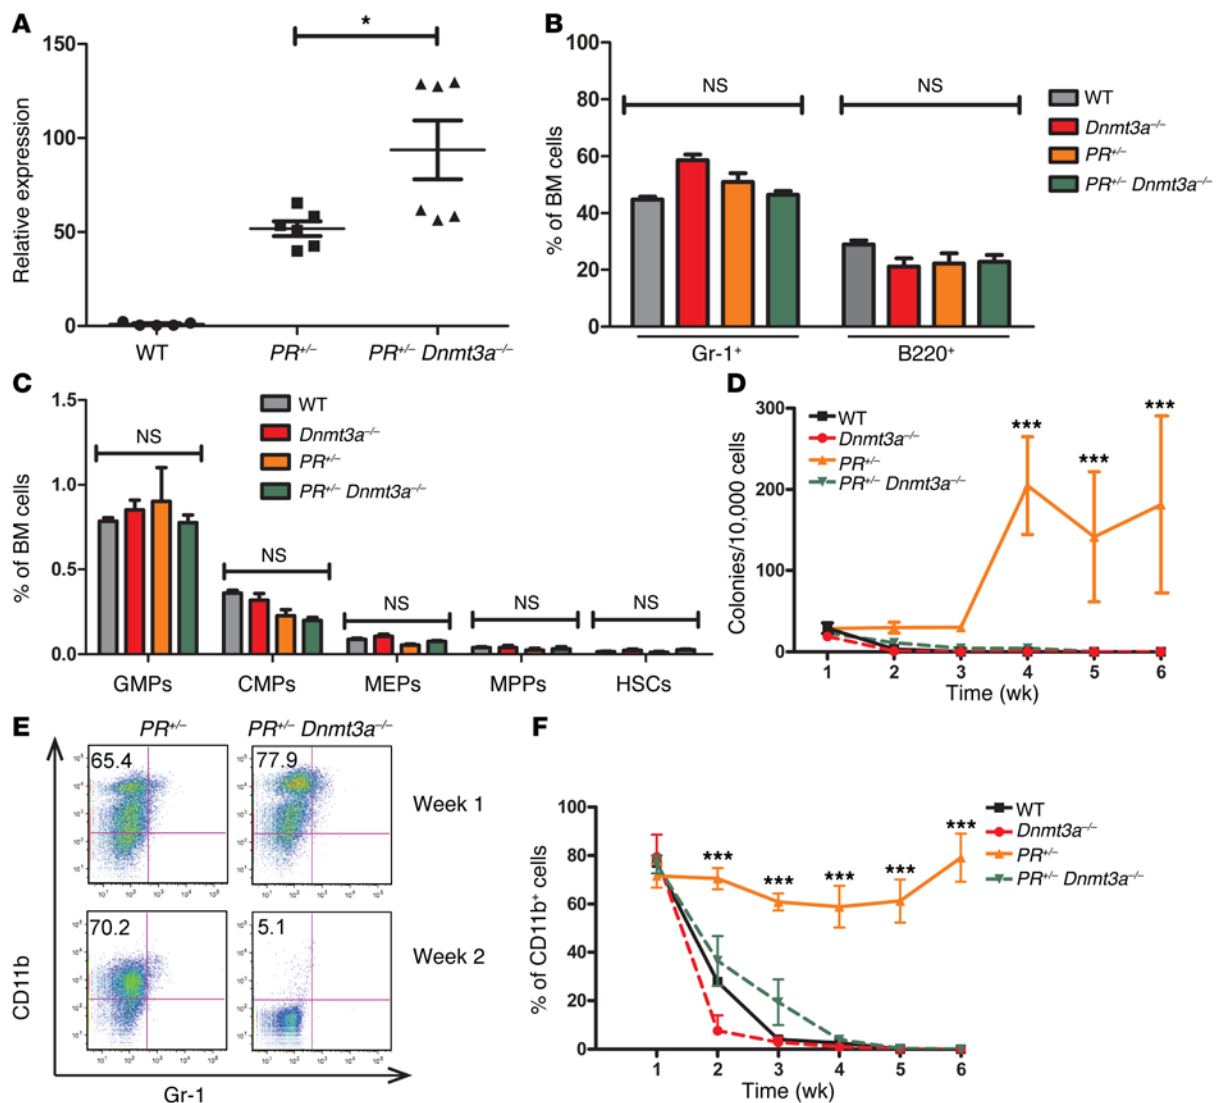 A
Relative expression
150
100
50
0
*
WT
PR+/–
PR+/– Dnmt3a–/–
B
% of BM cells
100
80
60
40
20
0
NS
NS
Gr-1+
B220+
WT
Dnmt3a–/–
PR+/–
PR+/– Dnmt3a–/–
C
% of BM cells
1.5
1.0
0.5
0.0
WT
Dnmt3a–/–
PR+/–
PR+/– Dnmt3a–/–
NS
NS
NS
NS
NS
GMPs
CMPs
MEPs
MPPs
HSCs
D
Colonies/10,000 cells
300
200
100
0
WT
Dnmt3a–/–
PR+/–
PR+/– Dnmt3a–/–
***
***
***
1 2 3 4 5 6
Time (wk)
E
PR+/–
PR+/– Dnmt3a–/–
65.4
77.9
Week 1
70.2
5.1
Week 2
CD11b
Gr-1
F
% of CD11b+ cells
100
80
60
40
20
0
***
***
***
***
***
WT
Dnmt3a–/–
PR+/–
PR+/– Dnmt3a–/–
1 2 3 4 5 6
Time (wk)